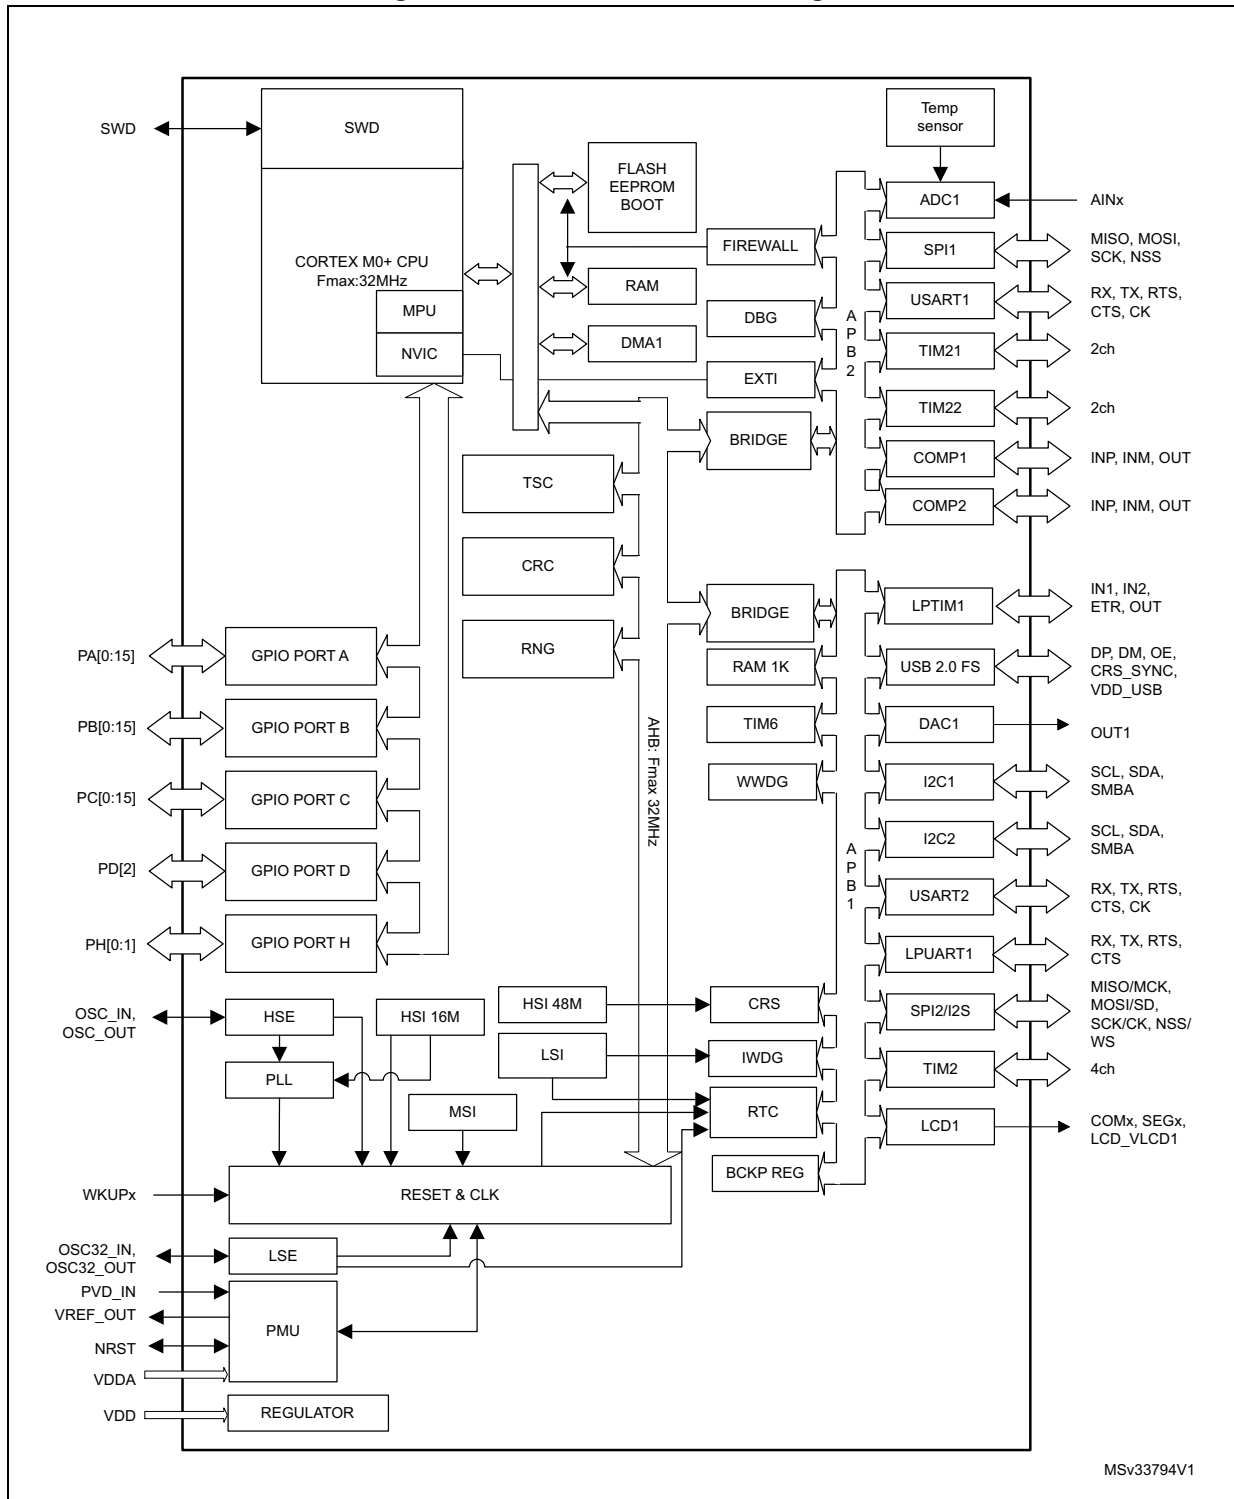 SWD
SWD
CORTEX M0+ CPU
Fmax:32MHz
MPU
NVIC
FLASH
EEPROM
BOOT
RAM
DMA1
FIREWALL
DBG
EXTI
BRIDGE
A
P
B
2
Temp
sensor
ADC1
AINx
SPI1
MISO, MOSI,
SCK, NSS
USART1
RX, TX, RTS,
CTS, CK
TIM21
2ch
TIM22
2ch
COMP1
INP, INM, OUT
COMP2
INP, INM, OUT
TSC
CRC
RNG
AHB: Fmax 32MHz
BRIDGE
RAM 1K
TIM6
WWDG
A
P
B
1
LPTIM1
IN1, IN2,
ETR, OUT
USB 2.0 FS
DP, DM, OE,
CRS_SYNC,
VDD_USB
DAC1
OUT1
I2C1
SCL, SDA,
SMBA
I2C2
SCL, SDA,
SMBA
USART2
RX, TX, RTS,
CTS, CK
LPUART1
RX, TX, RTS,
CTS
SPI2/I2S
MISO/MCK,
MOSI/SD,
SCK/CK, NSS/
WS
TIM2
4ch
LCD1
COMx, SEGx,
LCD_VLCD1
PA[0:15]
GPIO PORT A
PB[0:15]
GPIO PORT B
PC[0:15]
GPIO PORT C
PD[2]
GPIO PORT D
PH[0:1]
GPIO PORT H
OSC_IN,
OSC_OUT
HSE
HSI 16M
HSI 48M
CRS
LSI
IWDG
PLL
MSI
RTC
BCKP REG
WKUPx
RESET & CLK
OSC32_IN,
OSC32_OUT
LSE
PVD_IN
VREF_OUT
NRST
VDDA
PMU
VDD
REGULATOR
MSv33794V1